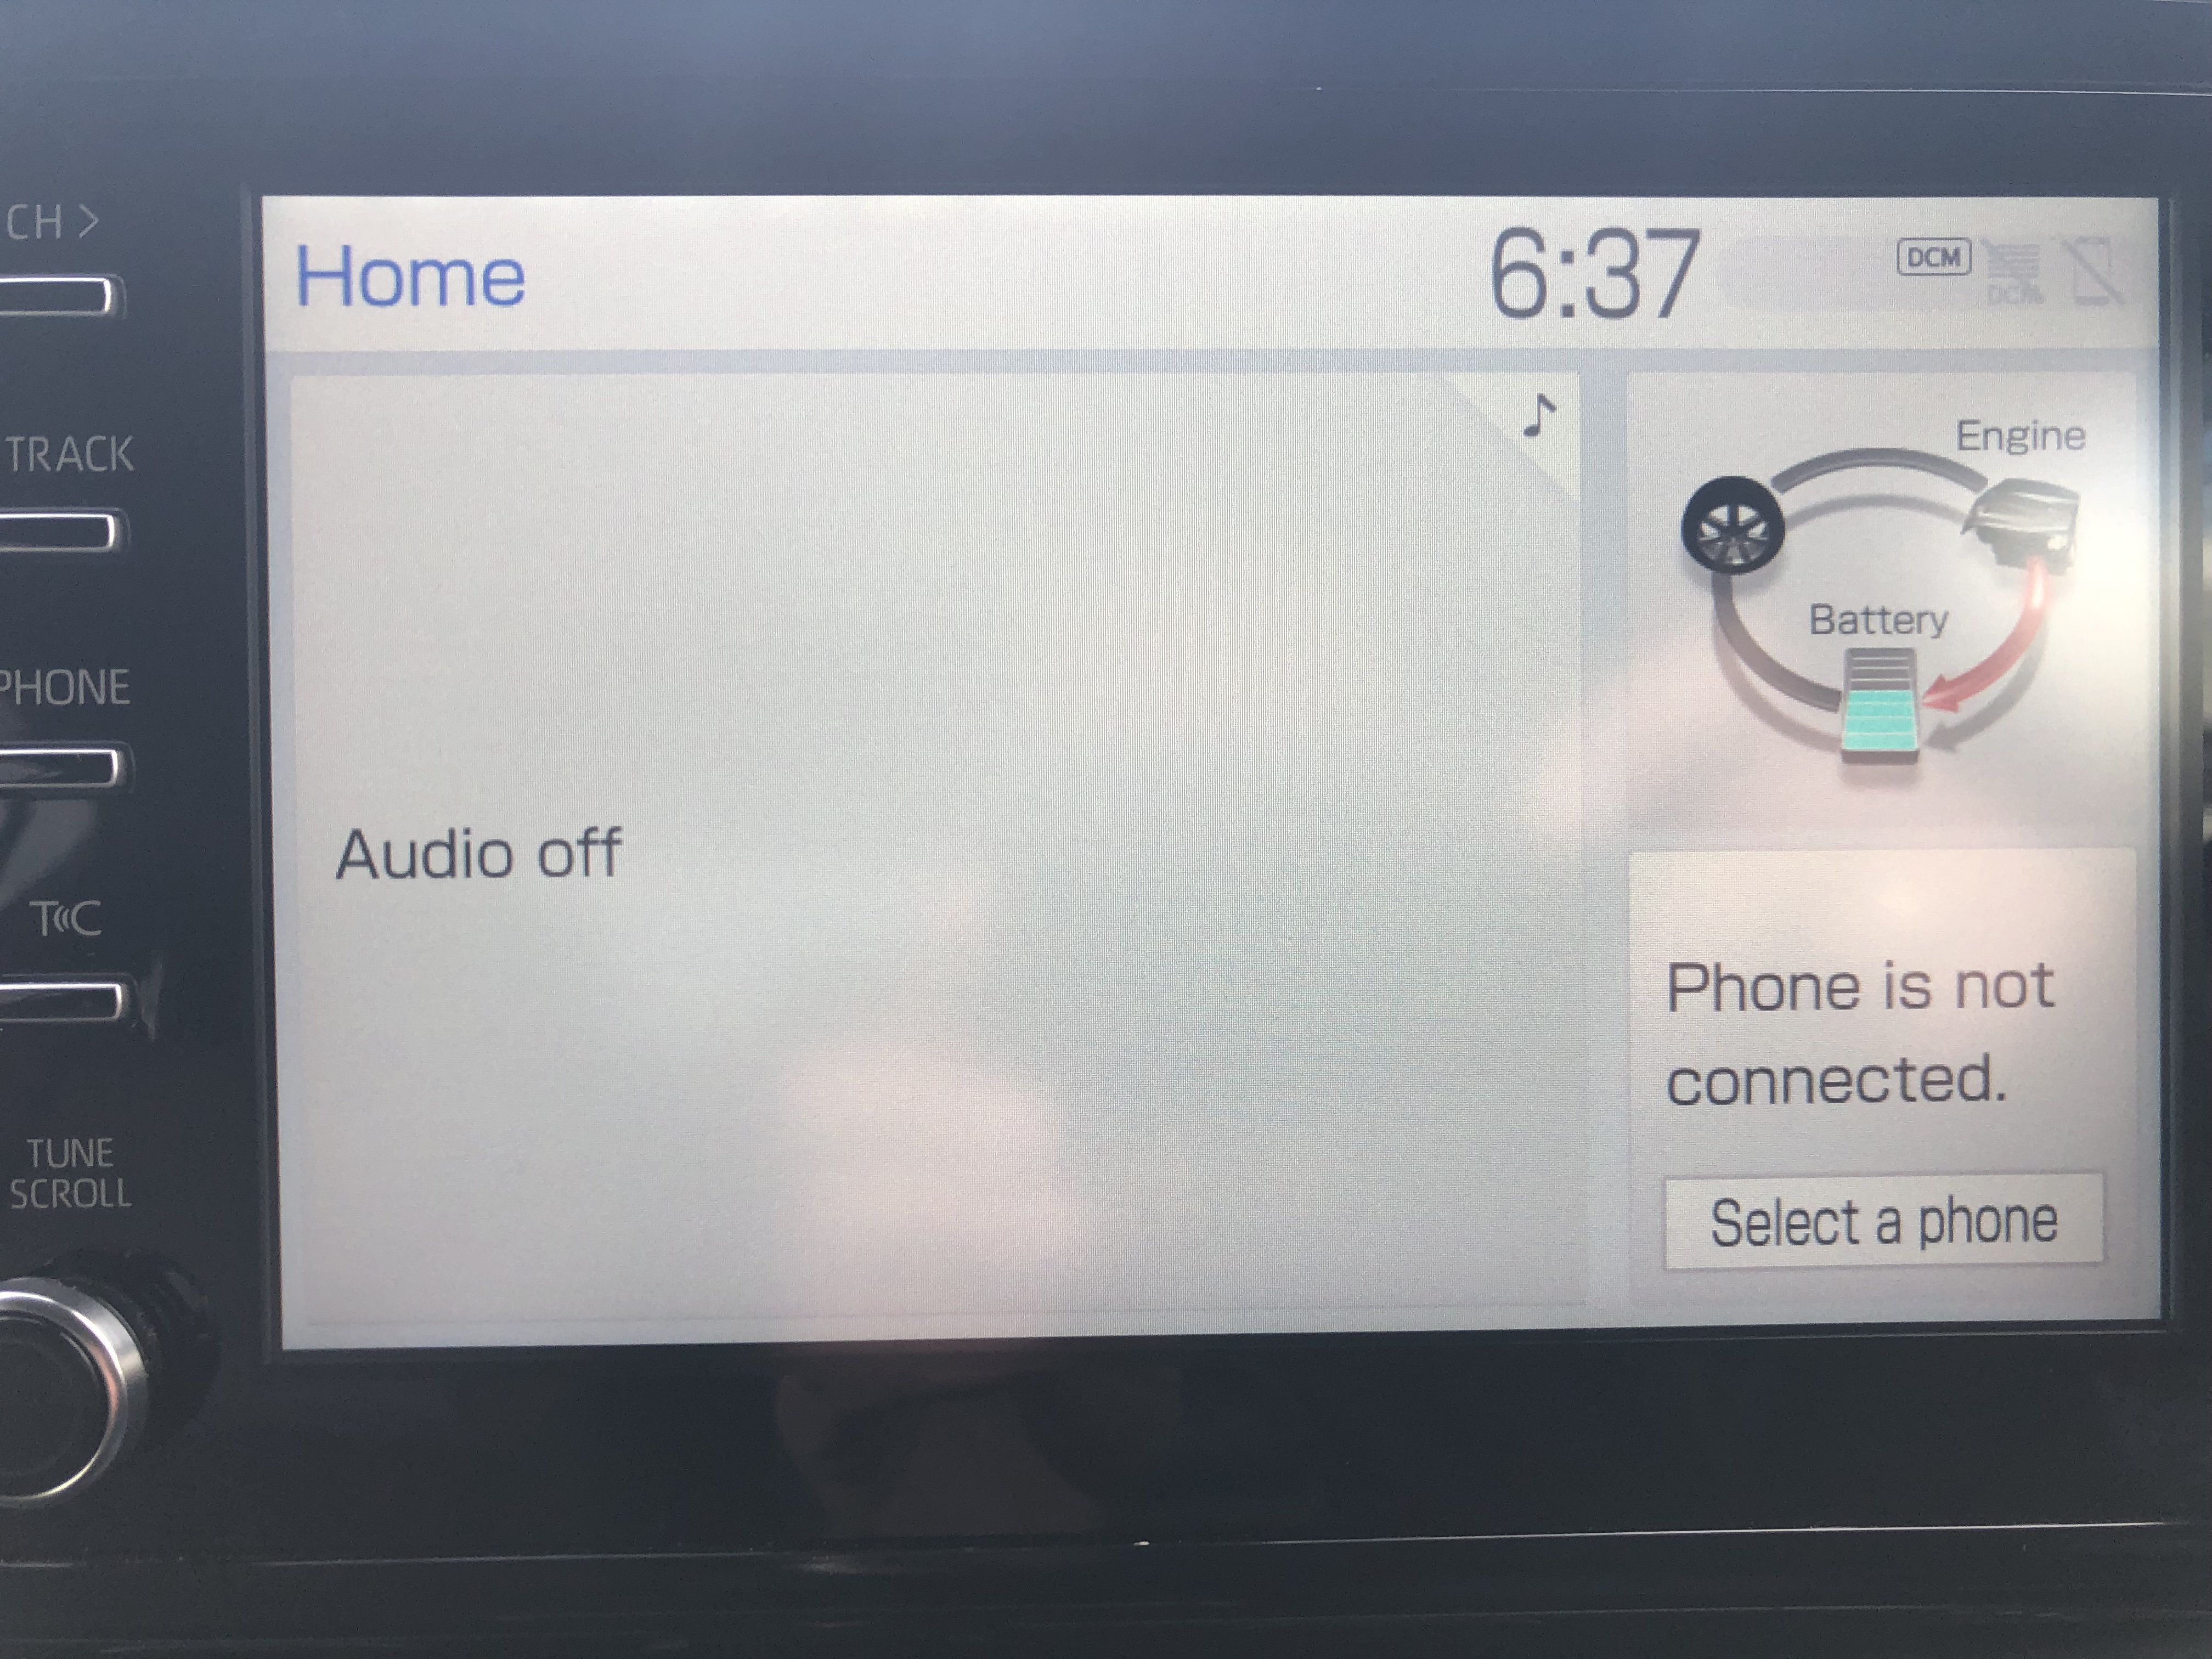 CH >
TRACK
PHONE
T C
TUNE
SCROLL
Home
6:37
DCM
DCM
Audio off
Engine
Battery
Phone is not
connected.
Select a phone